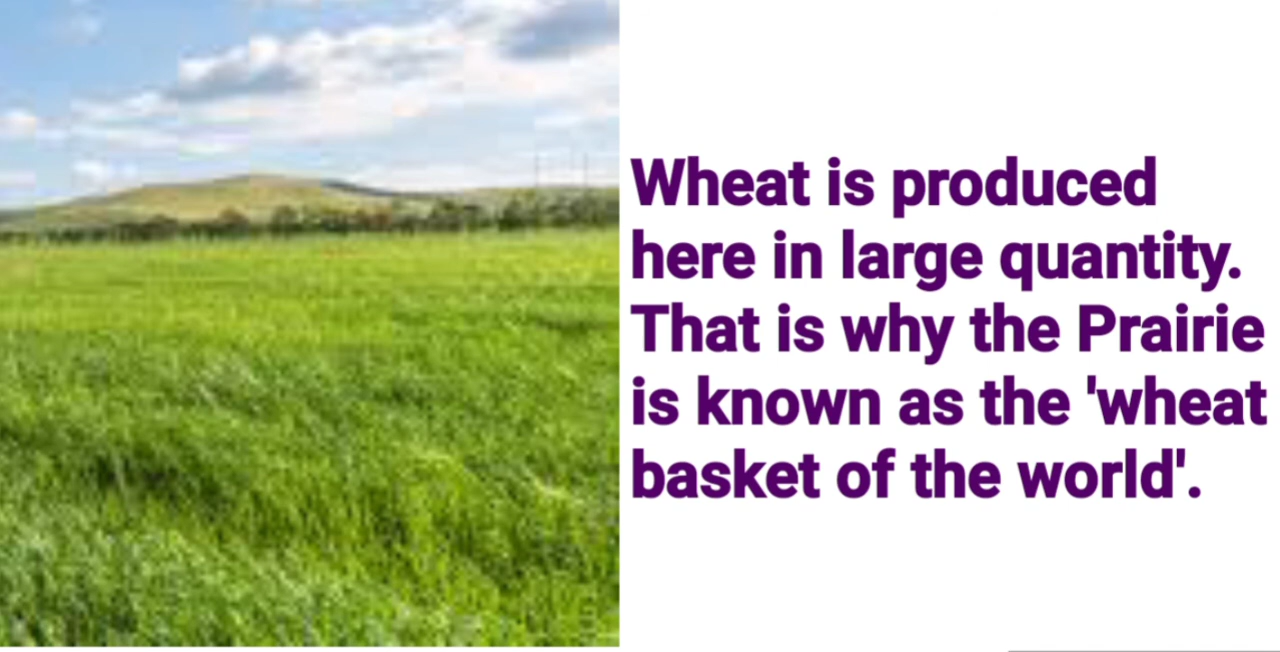 Wheat is produced
here in large quantity.
That is why the Prairie
is known as the 'wheat
basket of the world'.